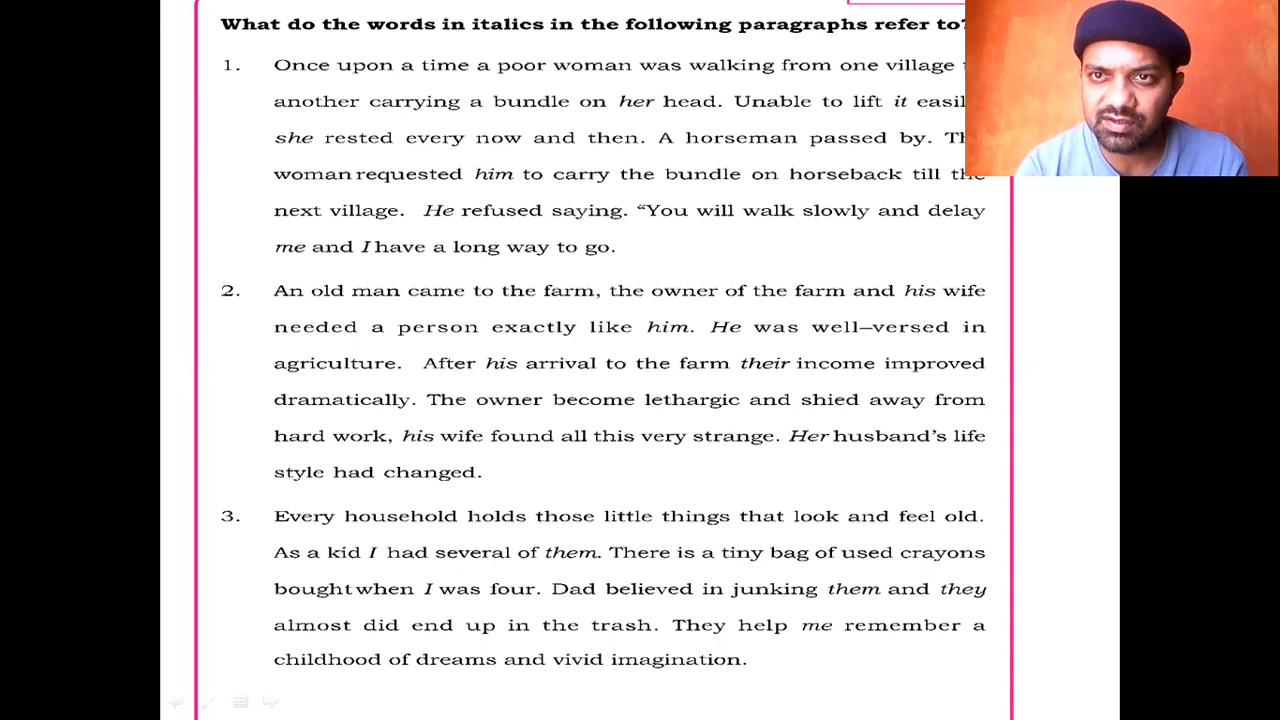 What do the words in italics in the following paragraphs refer to?
1. Once upon a time a poor woman was walking from one village
another carrying a bundle on her head. Unable to lift it
she rested every now and then. A horseman passed by.
woman requested him to carry the bundle on horseback till the
next village. He refused saying. “You will walk slowly and delay
me and I have a long way to go.
2. An old man came to the farm, the owner of the farm and his wife
needed a person exactly like him. He was well–versed in
agriculture. After his arrival to the farm their income improved
dramatically. The owner become lethargic and shied away from
hard work, his wife found all this very strange. Her husband’s life
style had changed.
3. Every household holds those little things that look and feel old.
As a kid I had several of them. There is a tiny bag of used crayons
bought when I was four. Dad believed in junking them and they
almost did end up in the trash. They help me remember a
childhood of dreams and vivid imagination.